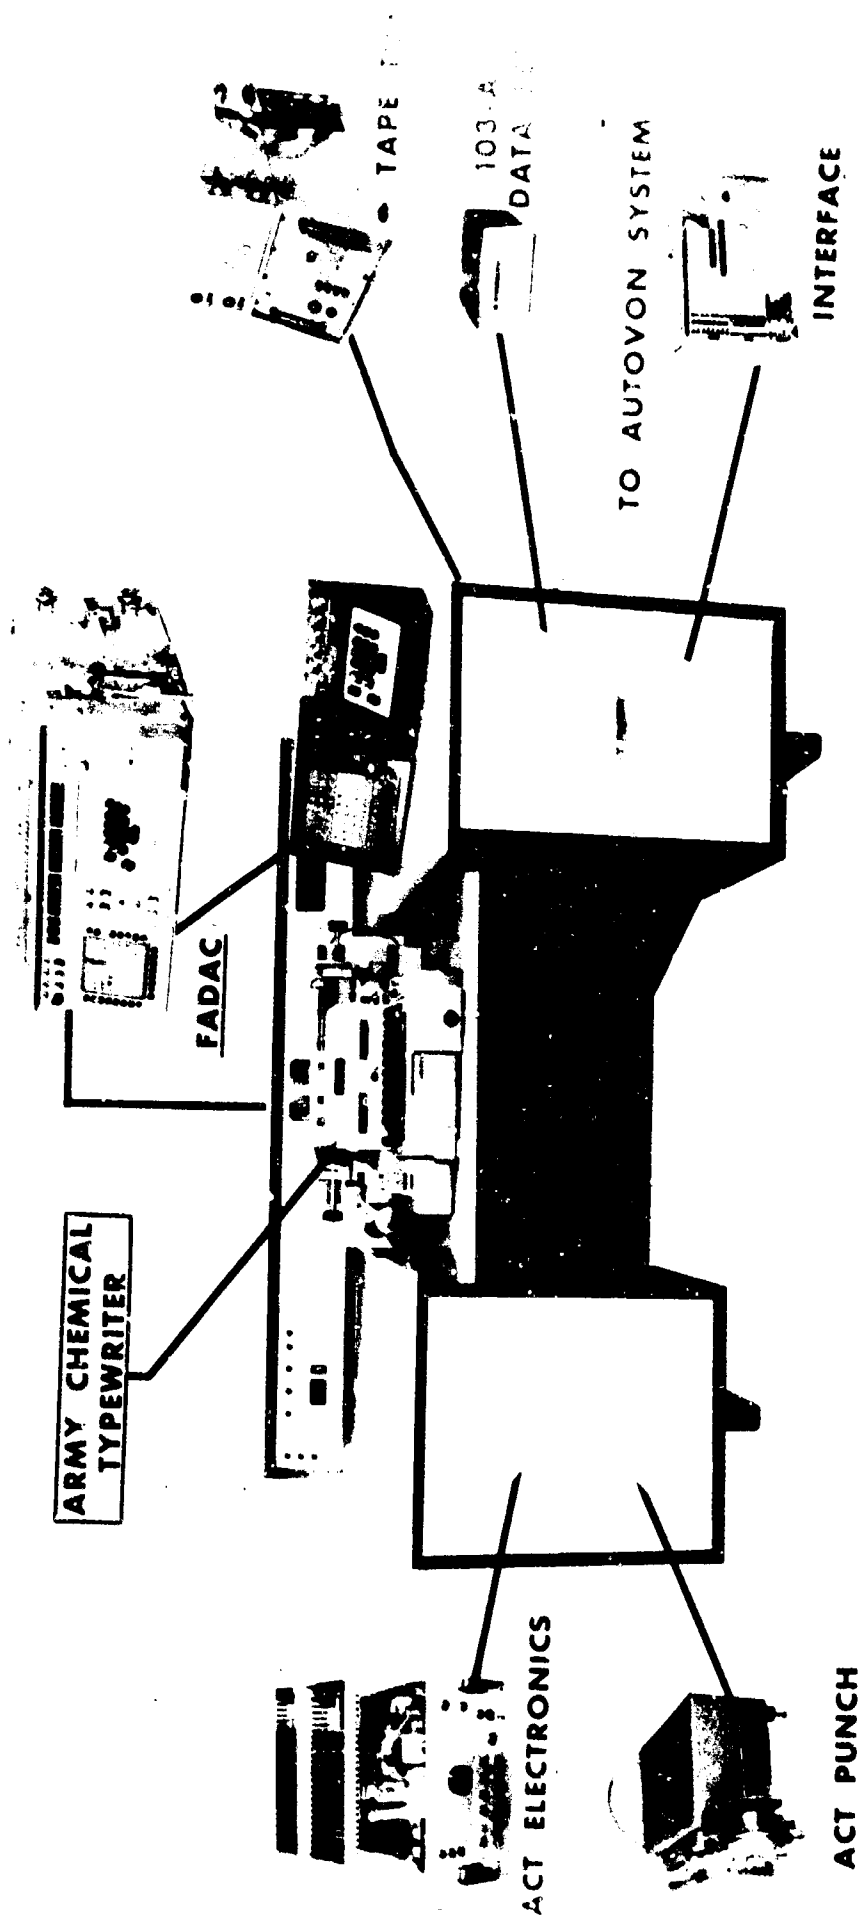 ARMY CHEMICAL
TYPEWRITER
FADAC
TAPE
103-A
DATA
TO AUTOVON SYSTEM
INTERFACE
ACT ELECTRONICS
ACT PUNCH